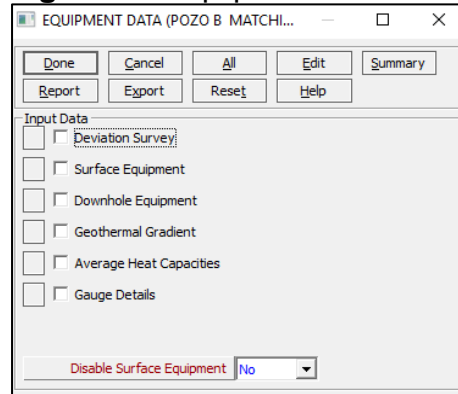 EQUIPMENT DATA (POZO B MATCHI...
Done Cancel All Edit Summary
Report Export Reset Help
Input Data
Deviation Survey
Surface Equipment
Downhole Equipment
Geothermal Gradient
Average Heat Capacities
Gauge Details
Disable Surface Equipment No